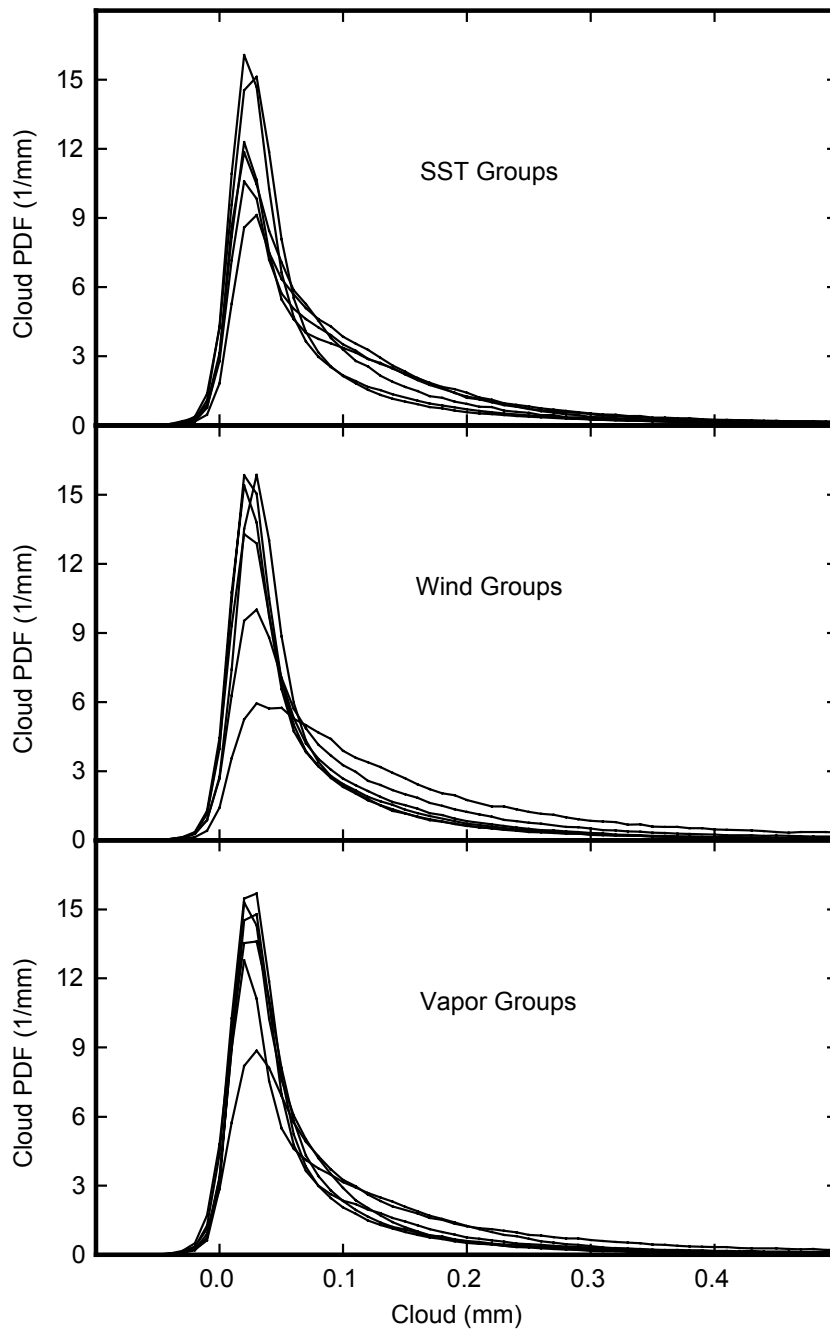 15
12
9
6
3
0
Cloud PDF (1/mm)
SST Groups
15
12
9
6
3
0
Cloud PDF (1/mm)
Wind Groups
15
12
9
6
3
0
Cloud PDF (1/mm)
Vapor Groups
0.0 0.1 0.2 0.3 0.4
Cloud (mm)